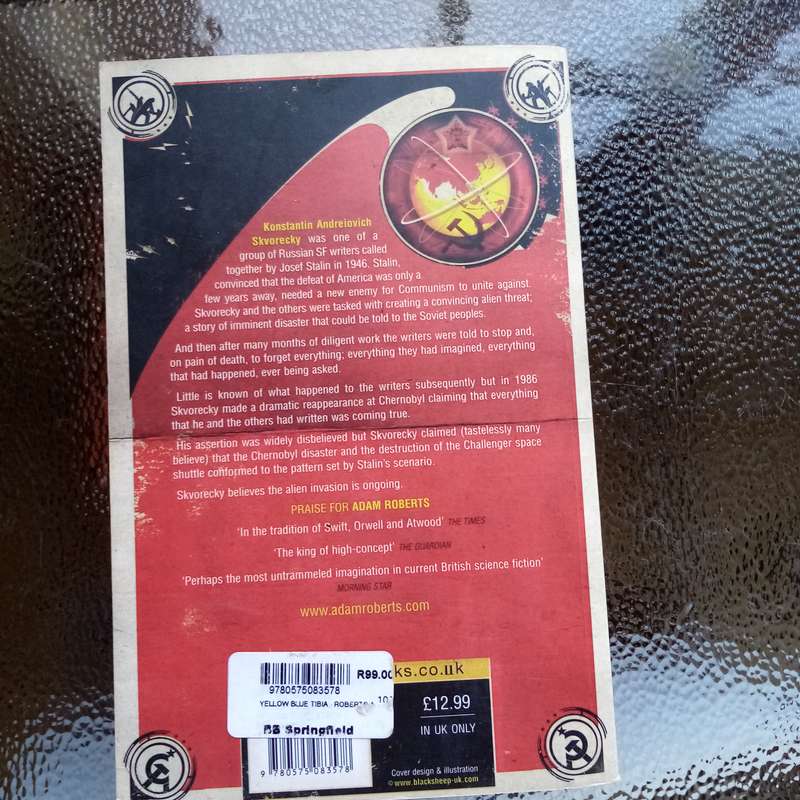 Konstantin Andreiovich
Skvorecky was one of a
group of Russian SF writers called
together by Josef Stalin in 1946. Stalin,
convinced that the defeat of America was only a
few years away, needed a new enemy for Communism to unite against.
Skvorecky and the others were tasked with creating a convincing alien threat;
a story of imminent disaster that could be told to the Soviet peoples.
And then after many months of diligent work the writers were told to stop and,
on pain of death, to forget everything; everything they had imagined, everything
that had happened, ever being asked.
Little is known of what happened to the writers subsequently but in 1986
Skvorecky made a dramatic reappearance at Chernobyl claiming that everything
that he and the others had written was coming true.
His assertion was widely disbelieved but Skvorecky claimed (tastelessly many
believe) that the Chernobyl disaster and the destruction of the Challenger space
shuttle conformed to the pattern set by Stalin's scenario.
Skvorecky believes the alien invasion is ongoing.
PRAISE FOR ADAM ROBERTS
'In the tradition of Swift, Orwell and Atwood' THE TIMES
'The king of high-concept' THE GUARDIAN
'Perhaps the most untrammeled imagination in current British science fiction'
MORNING STAR
www.adamroberts.com
R99.00
9780575083578
YELLOW BLUE TIBIA
Springfield
ks.co.uk
£12.99
IN UK ONLY
9 780575 083578
Cover design & illustration
© www.blacksheep-uk.com